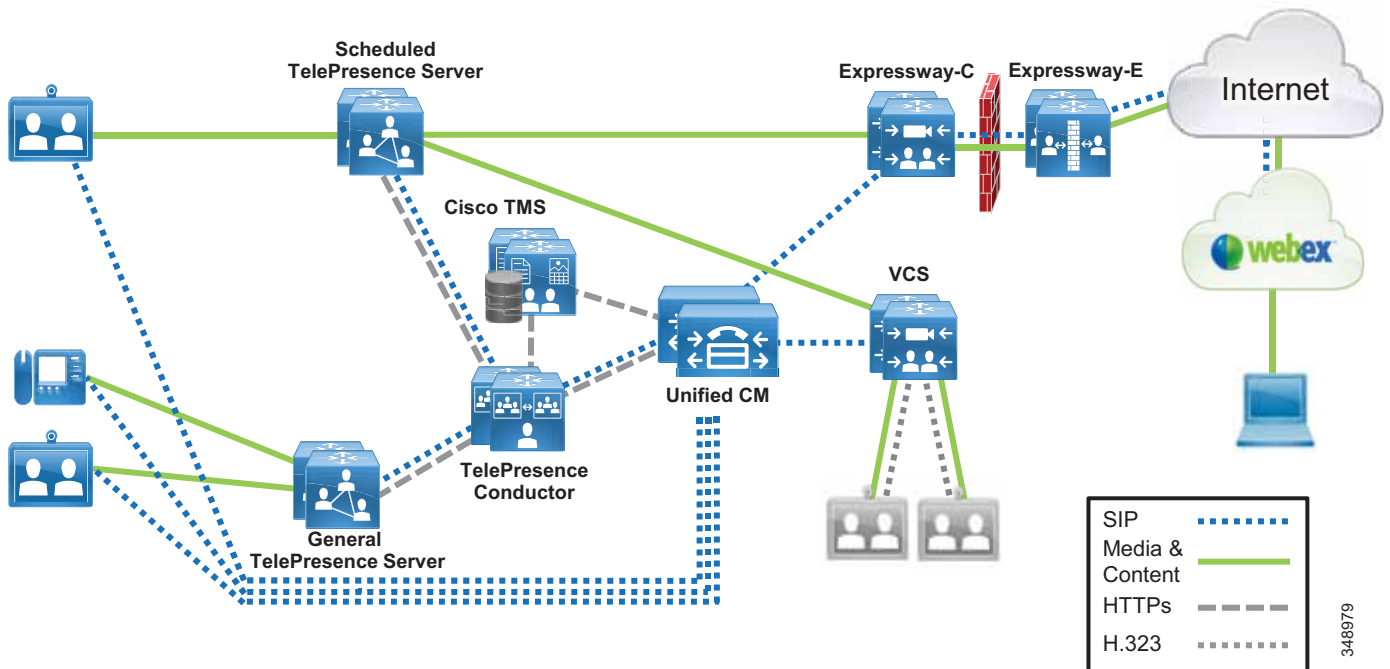 Scheduled
TelePresence Server
Expressway-C
Expressway-E
Internet
Cisco TMS
webex
VCS
Unified CM
TelePresence
Conductor
General
TelePresence Server
SIP
Media &
Content
HTTPs
H.323
348979